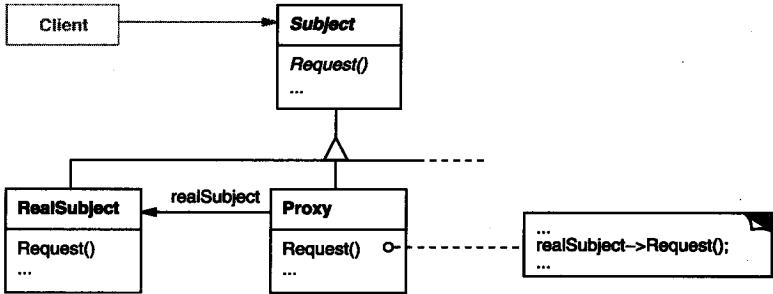 Client
Subject
Request()
...
RealSubject
Request()
...
realSubject
Proxy
Request()
...
...
realSubject->Request();
...